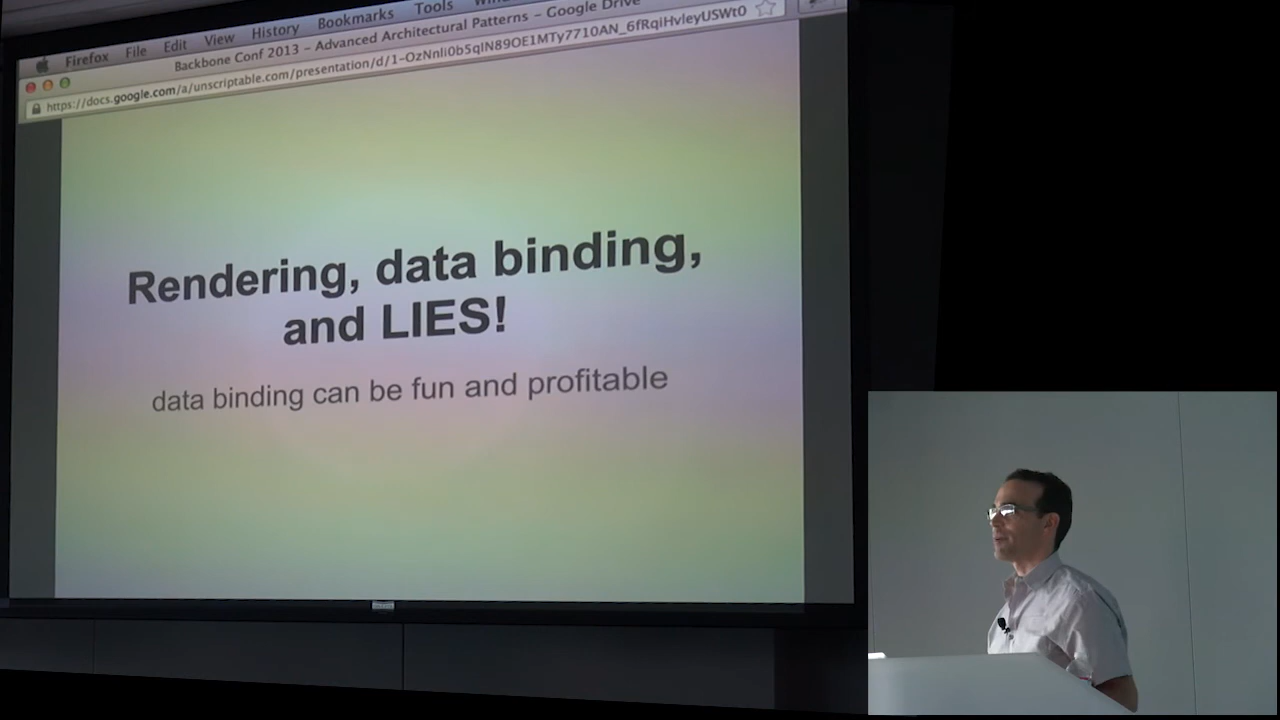 Firefox File Edit View History Bookmarks Tools
Backbone Conf 2013 – Advanced Architectural Patterns – Google Drive
https://docs.google.com/a/unscriptable.com/presentation/d/1-OzNnIi0b5qIN89OE1MTy7710AN_6fRqiHvleyUSWt0
Rendering, data binding,
and LIES!
data binding can be fun and profitable